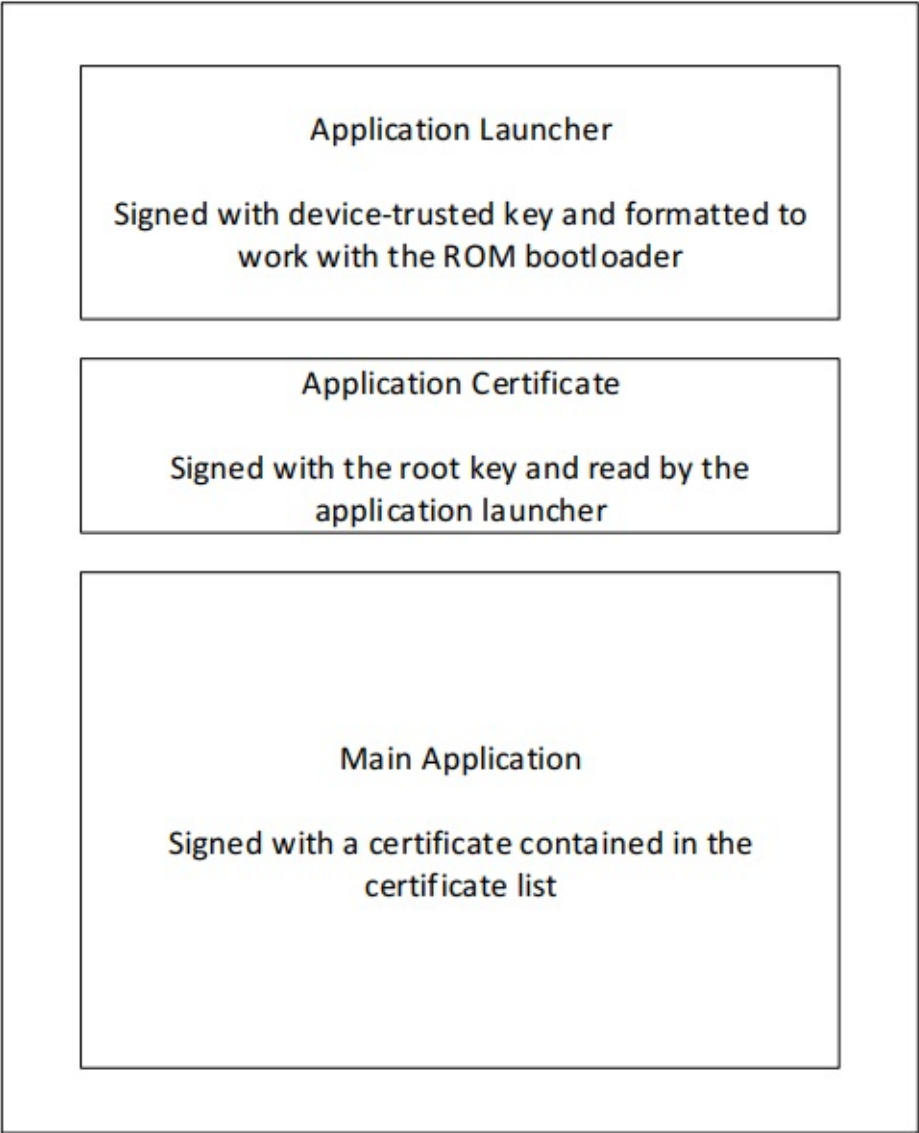 Application Launcher
Signed with device-trusted key and formatted to
work with the ROM bootloader
Application Certificate
Signed with the root key and read by the
application launcher
Main Application
Signed with a certificate contained in the
certificate list